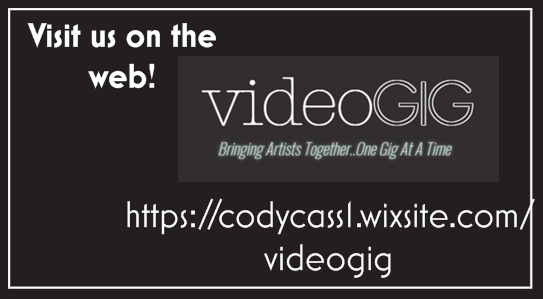 Visit us on the
web!
videoGIG
Bringing Artists Together..One Gig At A Time
https://codycass1.wixsite.com/
videogig